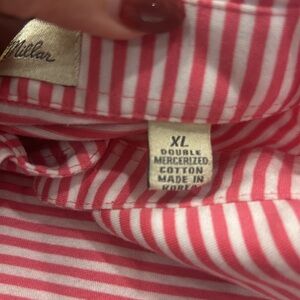 Millar
XL
DOUBLE
MERCERIZED
COTTON
MADE IN
KOREA